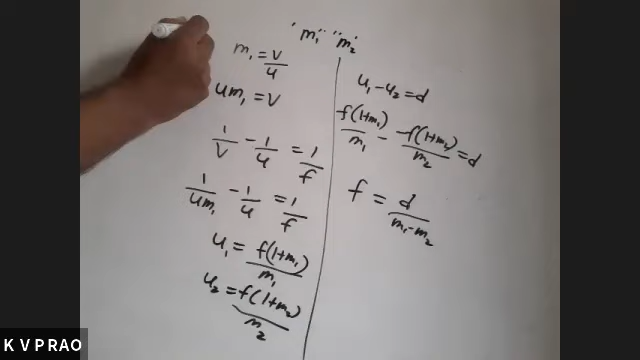 'm₁' "m₂"
m₁ = v/u
um₁ = v
1/v - 1/u = 1/f
1/um₁ - 1/u = 1/f
u₁ = f(1+m₁)/m₁
u₂ = f(1+m₂)/m₂
u₁ - u₂ = d
f(1+m₁)/m₁ - f(1+m₂)/m₂ = d
f = d/m₁-m₂
K V P RAO